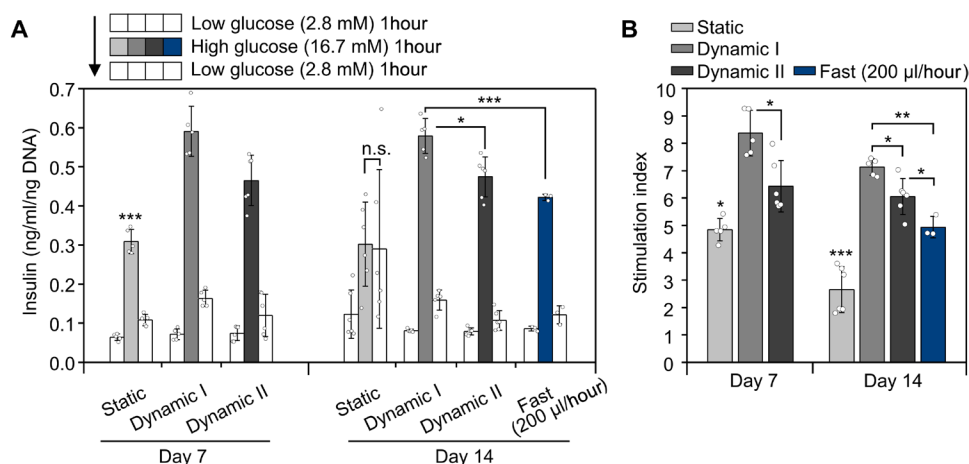 A
Low glucose (2.8 mM) 1hour
High glucose (16.7 mM) 1hour
Low glucose (2.8 mM) 1hour
Insulin (ng/ml/ng DNA)
0.7
0.6
0.5
0.4
0.3
0.2
0.1
0.0
***
n.s.
***
*
Static
Dynamic I
Dynamic II
Static
Dynamic I
Dynamic II
Fast
(200 µl/hour)
Day 7
Day 14
B
Static
Dynamic I
Dynamic II
Fast (200 µl/hour)
Stimulation index
10
9
8
7
6
5
4
3
2
1
0
*
*
***
*
**
*
Day 7
Day 14